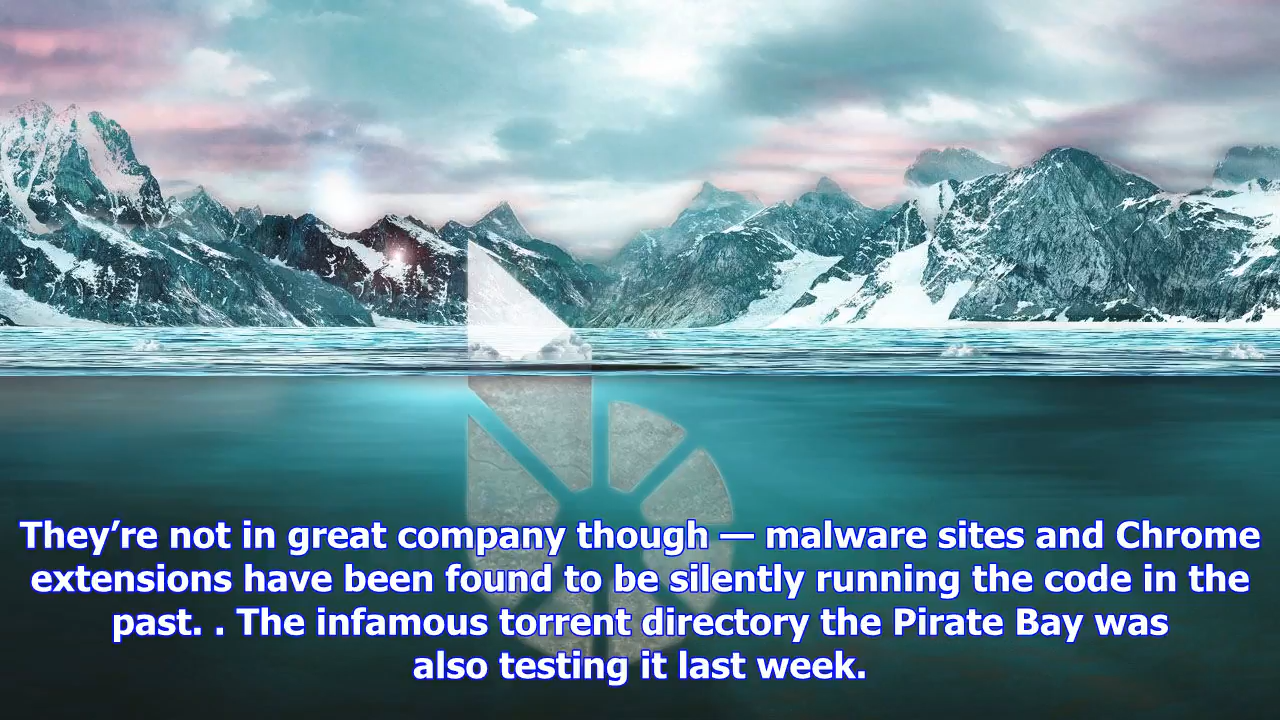 They’re not in great company though — malware sites and Chrome
extensions have been found to be silently running the code in the
past. . The infamous torrent directory the Pirate Bay was
also testing it last week.